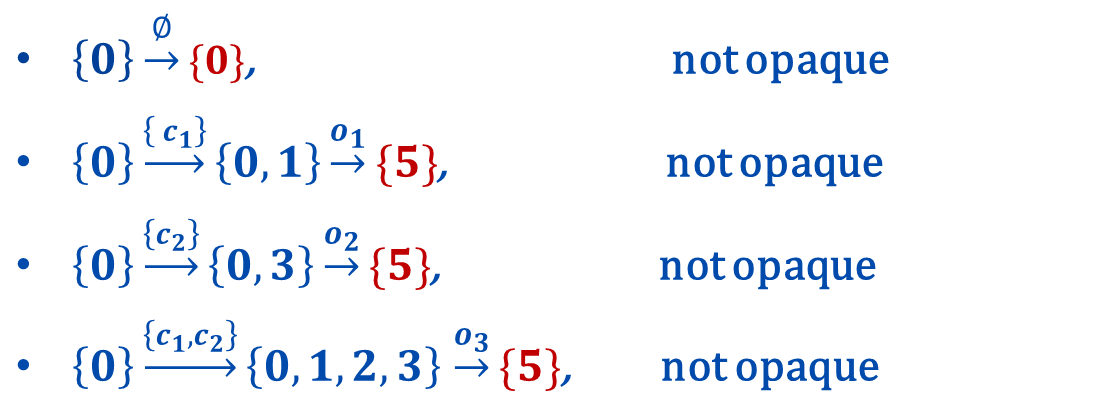 • {0} →^∅ {0}, not opaque
• {0} →^{ c₁} {0, 1} →^o₁ {5}, not opaque
• {0} →^{c₂} {0, 3} →^o₂ {5}, not opaque
• {0} →^{c₁,c₂} {0, 1, 2, 3} →^o₃ {5}, not opaque